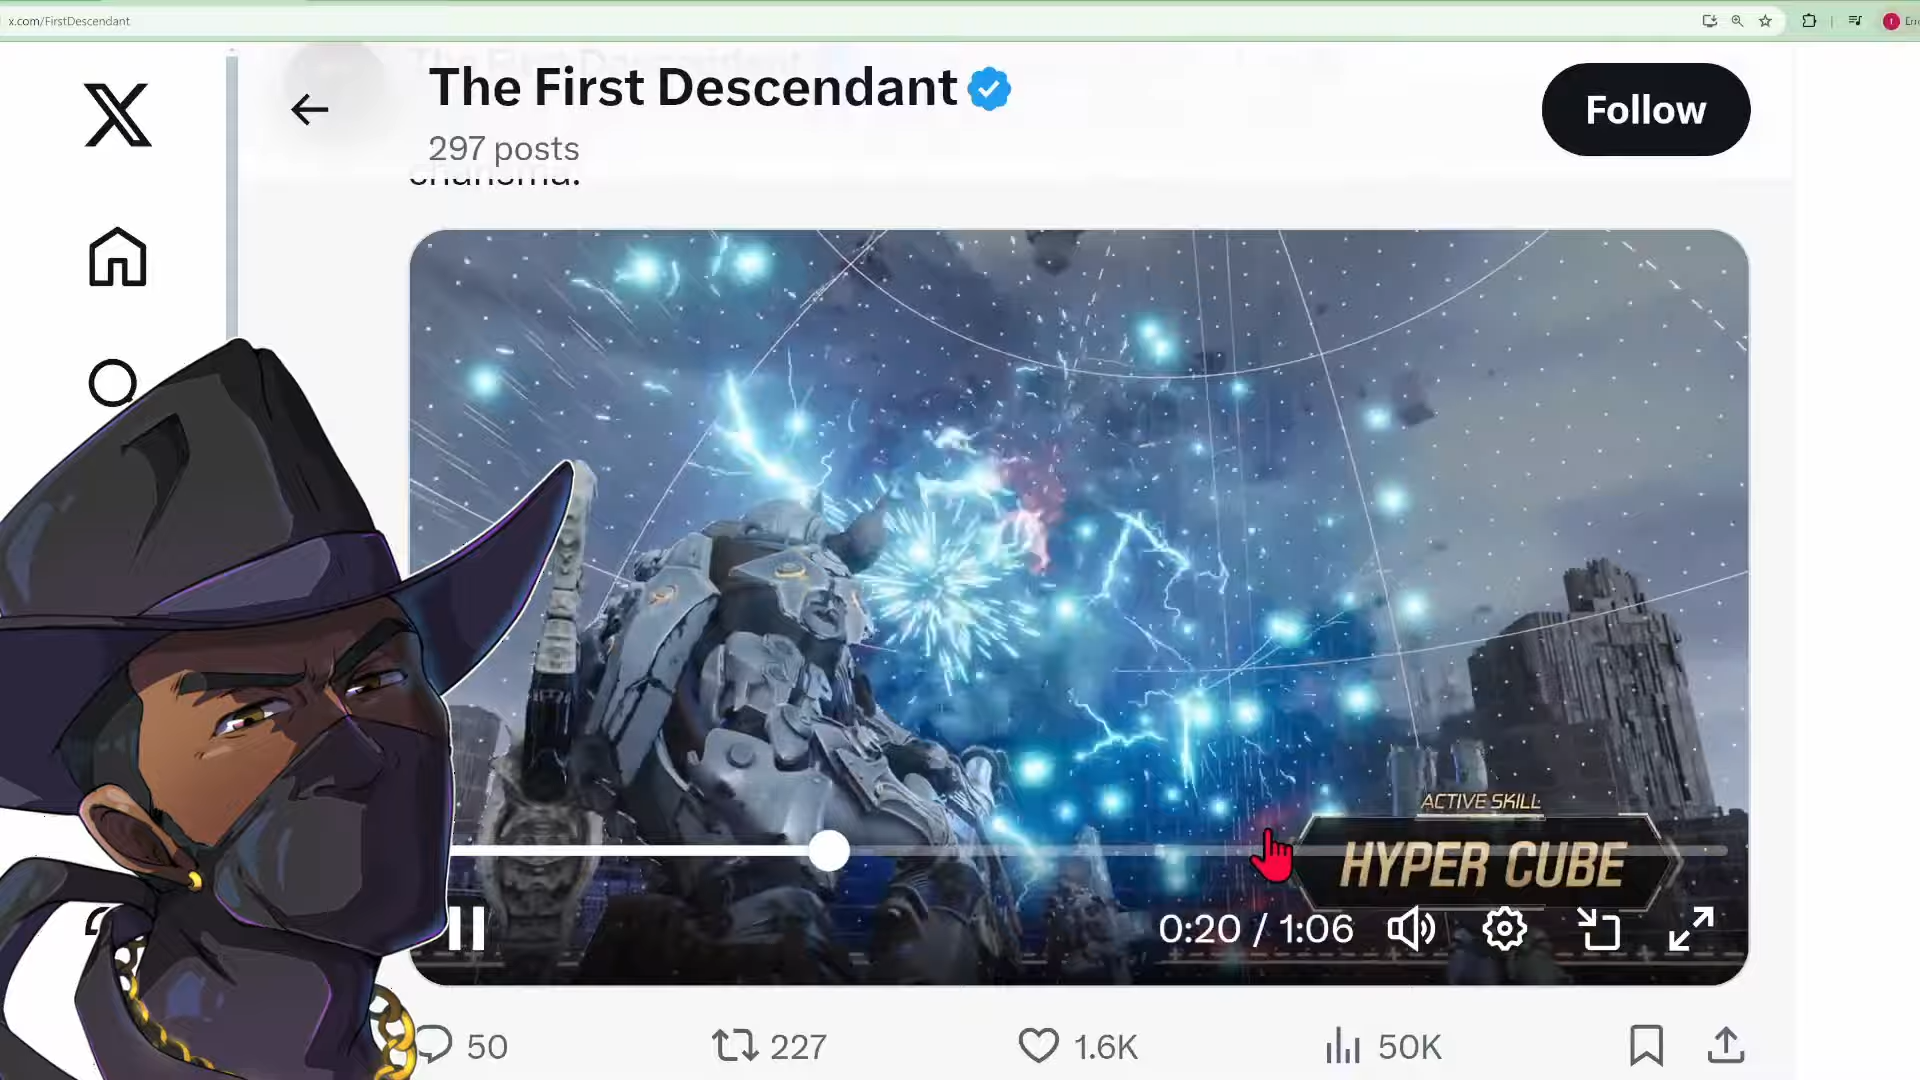 x.com/FirstDescendant
The First Descendant
Follow
297 posts
charisma.
ACTIVE SKILL
HYPER CUBE
0:20 / 1:06
50
227
1.6K
50K